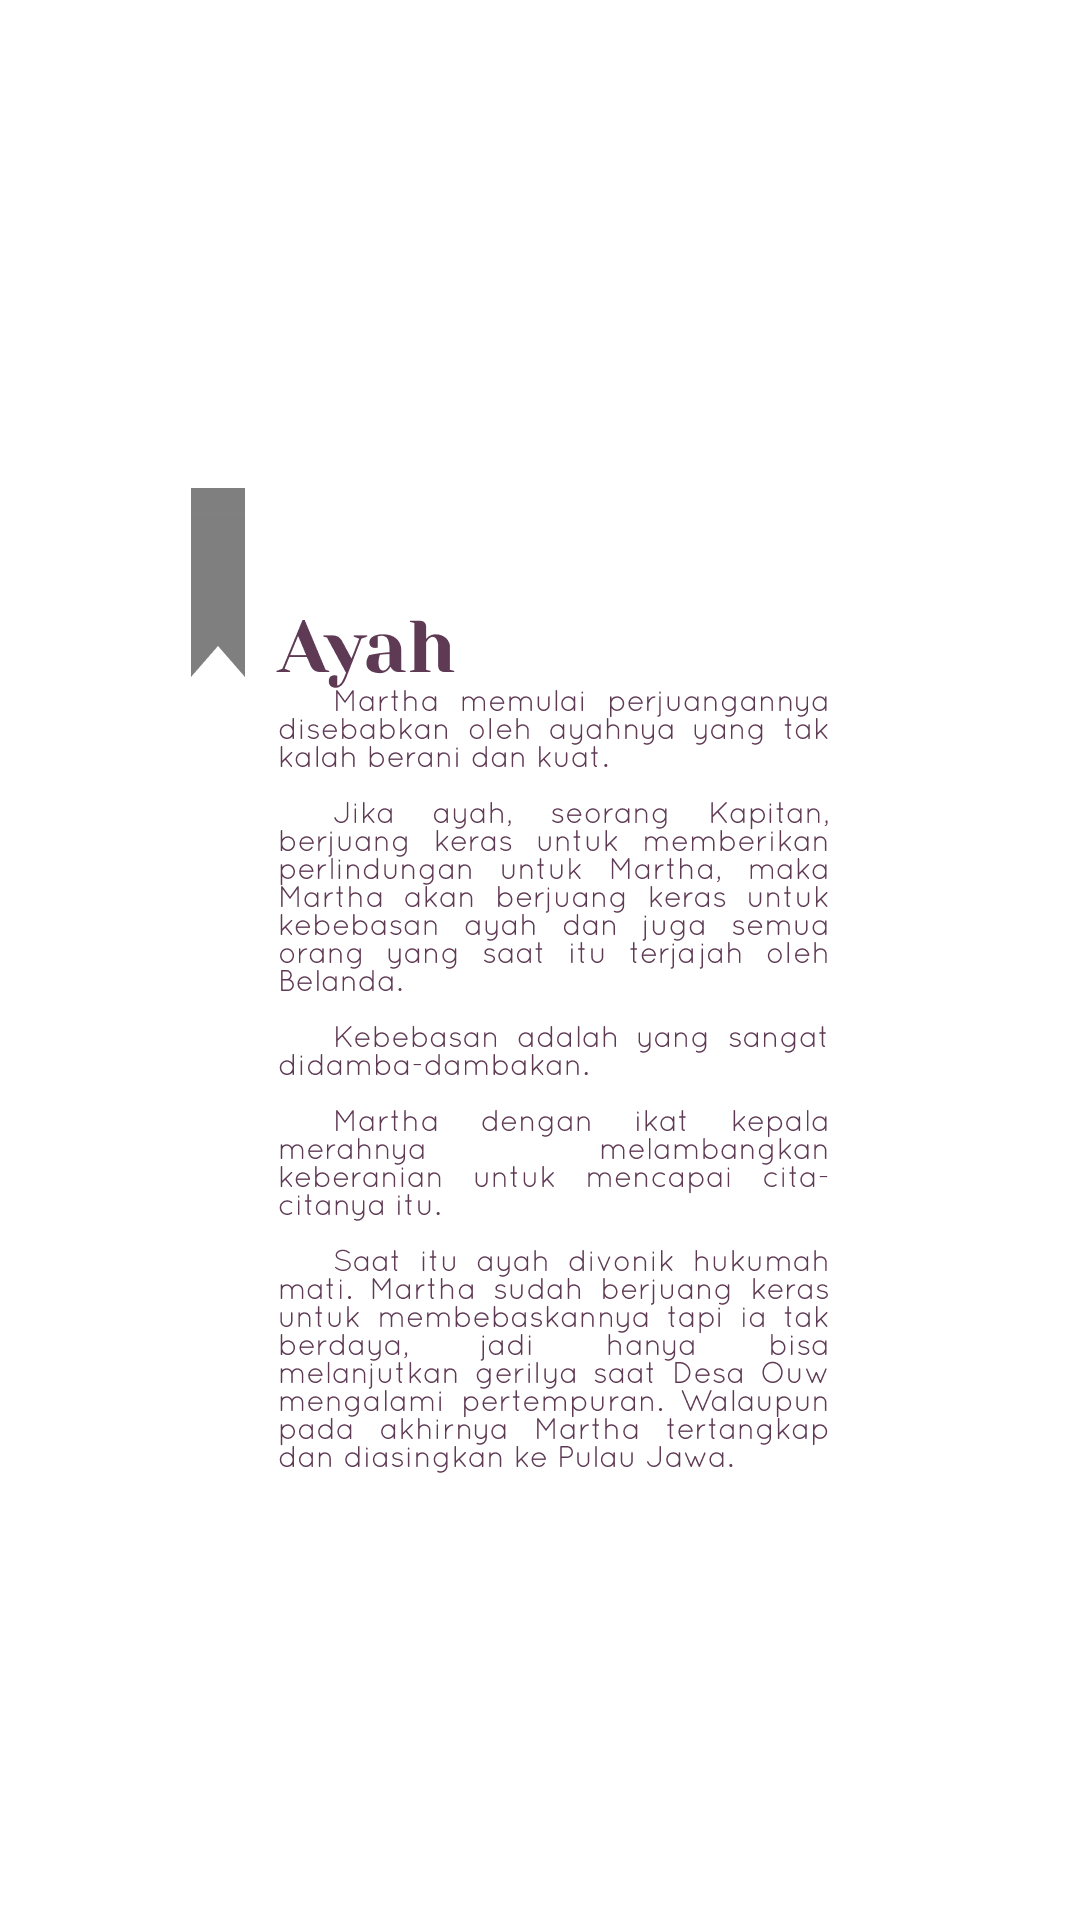 Ayah
Martha memulai perjuangannya
disebabkan oleh ayahnya yang tak
kalah berani dan kuat.
Jika ayah, seorang Kapitan,
berjuang keras untuk memberikan
perlindungan untuk Martha, maka
Martha akan berjuang keras untuk
kebebasan ayah dan juga semua
orang yang saat itu terjajah oleh
Belanda.
Kebebasan adalah yang sangat
didamba-dambakan.
Martha dengan ikat kepala
merahnya melambangkan
keberanian untuk mencapai cita-
citanya itu.
Saat itu ayah divonik hukumah
mati. Martha sudah berjuang keras
untuk membebaskannya tapi ia tak
berdaya, jadi hanya bisa
melanjutkan gerilya saat Desa Ouw
mengalami pertempuran. Walaupun
pada akhirnya Martha tertangkap
dan diasingkan ke Pulau Jawa.